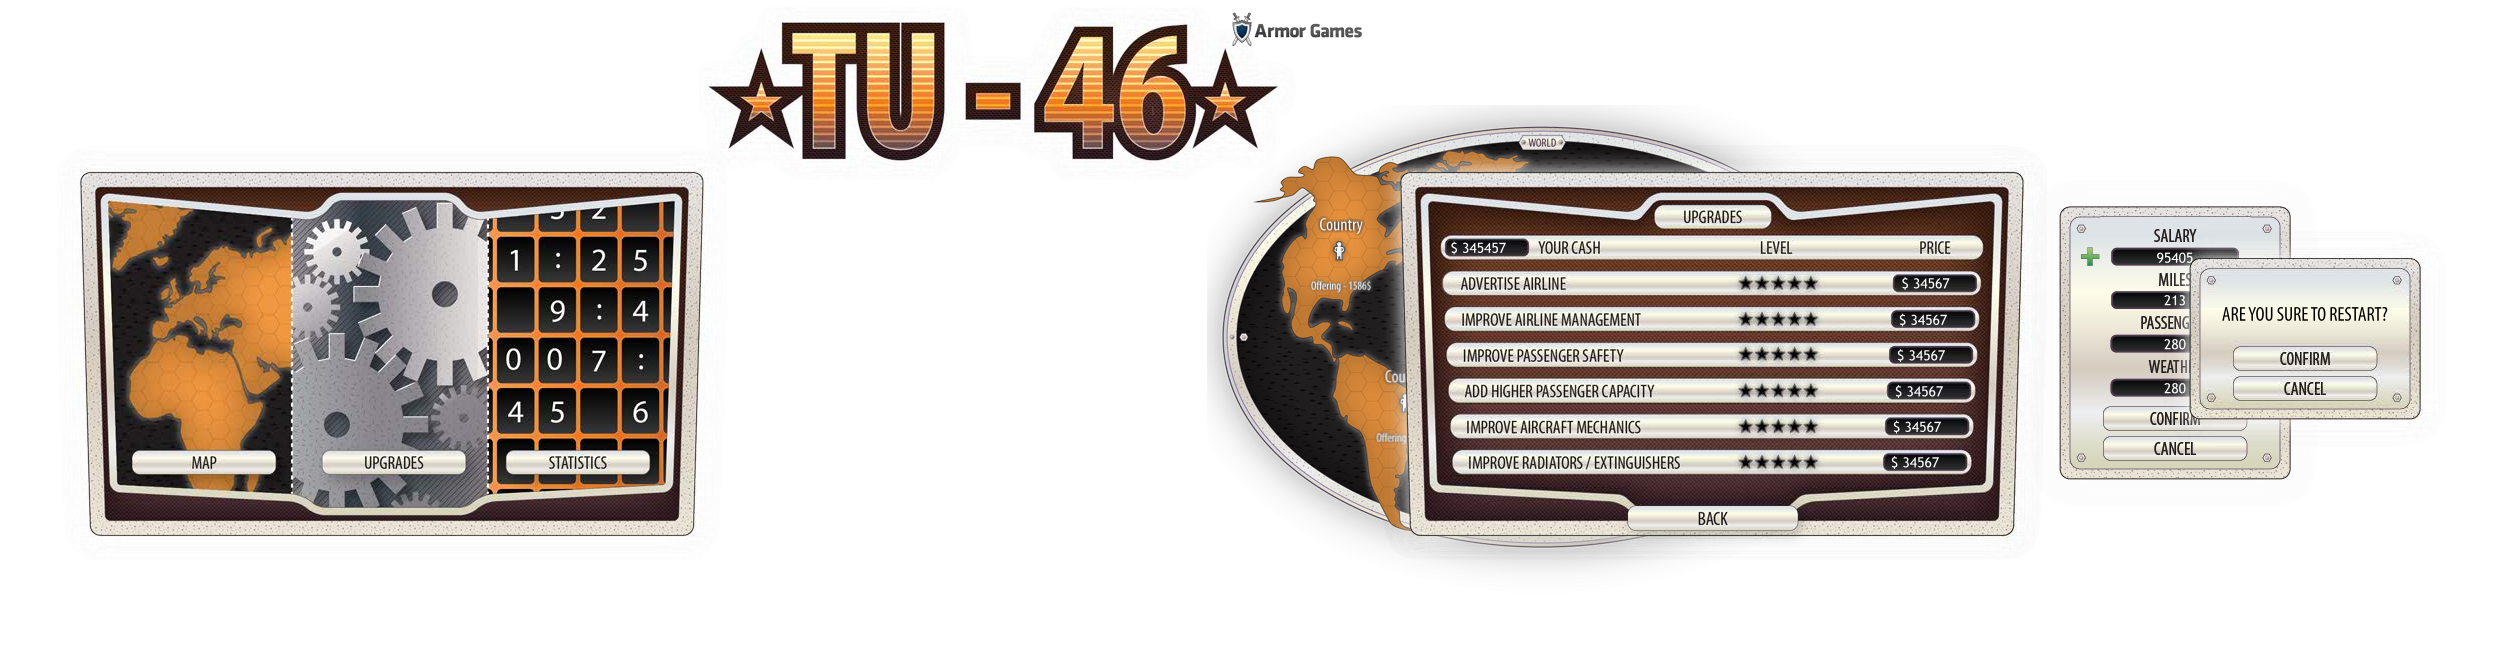 TU - 46
Armor Games
WORLD
Country
Offering - 1586$
Offering
3 2
1 : 2 5
9 : 4
0 0 7 :
4 5 6
MAP
UPGRADES
STATISTICS
UPGRADES
$ 345457 YOUR CASH LEVEL PRICE
ADVERTISE AIRLINE ★★★★★ $ 34567
IMPROVE AIRLINE MANAGEMENT ★★★★★ $ 34567
IMPROVE PASSENGER SAFETY ★★★★★ $ 34567
ADD HIGHER PASSENGER CAPACITY ★★★★★ $ 34567
IMPROVE AIRCRAFT MECHANICS ★★★★★ $ 34567
IMPROVE RADIATORS / EXTINGUISHERS ★★★★★ $ 34567
BACK
SALARY
95405
MILES
213
PASSENG
280
WEATH
280
CONFIRM
CANCEL
ARE YOU SURE TO RESTART?
CONFIRM
CANCEL